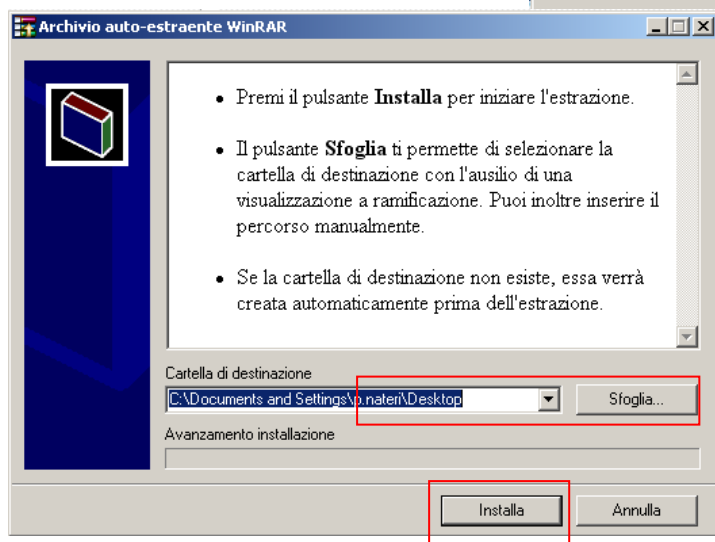 Archivio auto-estraente WinRAR
• Premi il pulsante Installa per iniziare l'estrazione.
• Il pulsante Sfoglia ti permette di selezionare la
cartella di destinazione con l'ausilio di una
visualizzazione a ramificazione. Puoi inoltre inserire il
percorso manualmente.
• Se la cartella di destinazione non esiste, essa verrà
creata automaticamente prima dell'estrazione.
Cartella di destinazione
C:\Documents and Settings\p.nateri\Desktop
Sfoglia...
Avanzamento installazione
Installa
Annulla